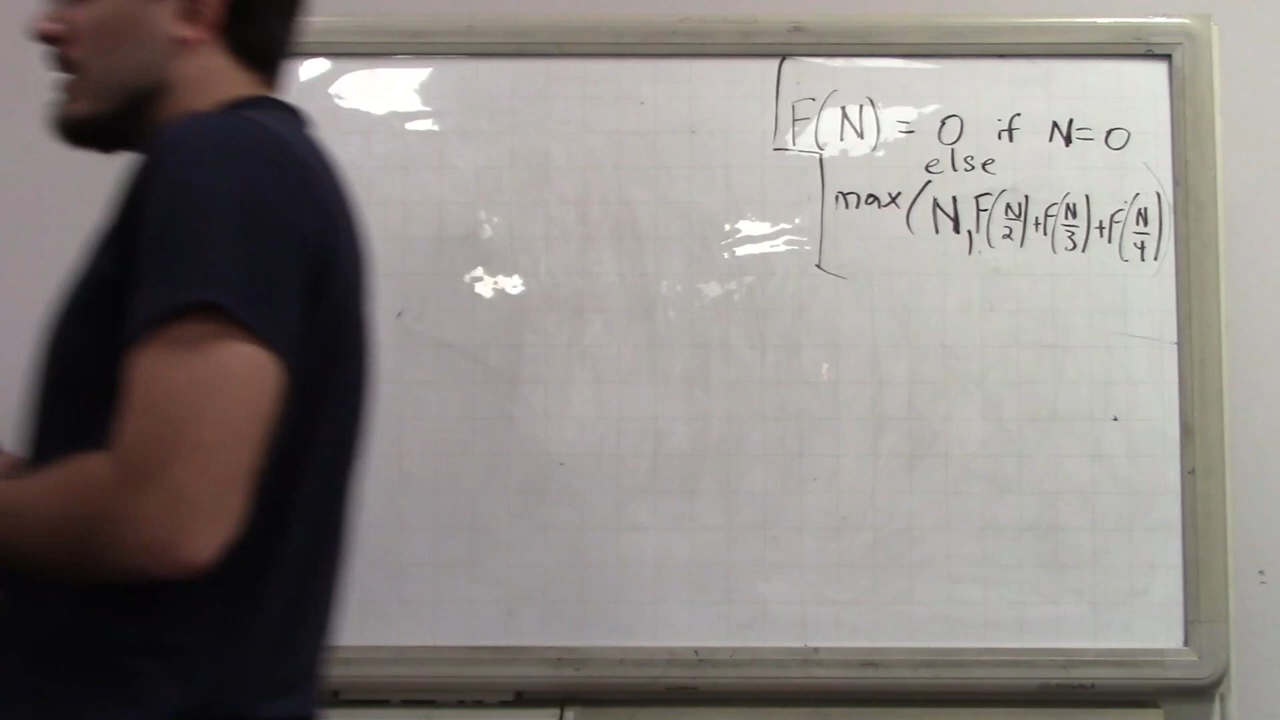 F(N) = 0 if N=0
else
max(N, F(N/2)+F(N/3)+F(N/4)